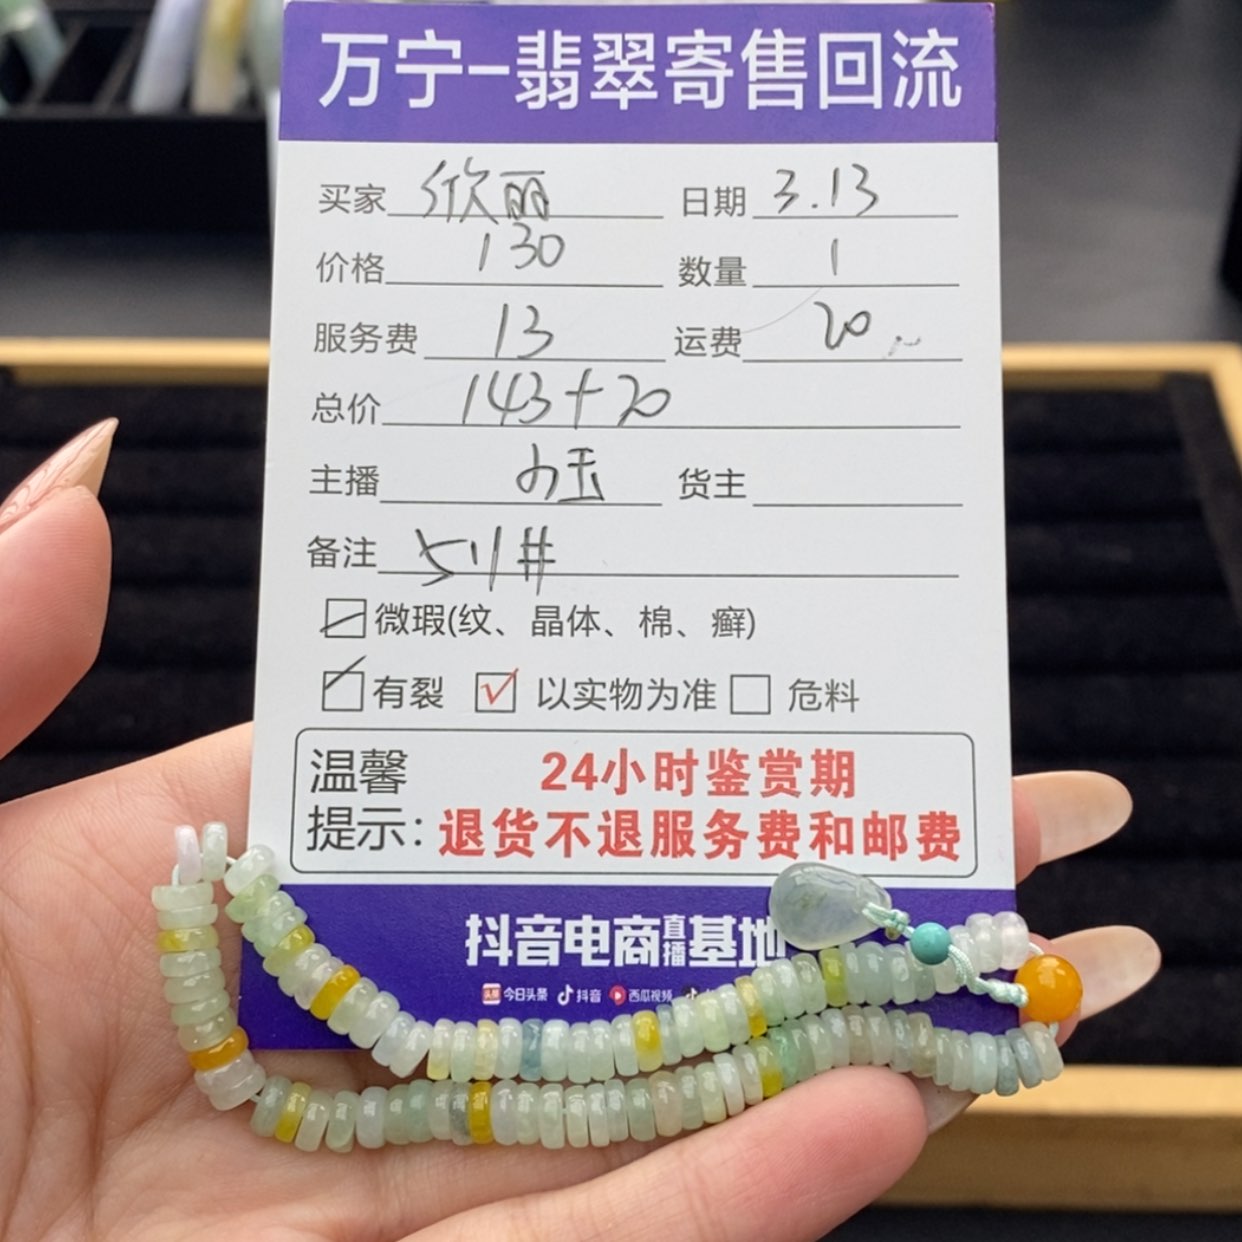 万宁-翡翠寄售回流
买家 欣丽 日期 3.13
价格 130 数量 1
服务费 13 运费 20
总价 143+20
主播 小玉 货主
备注 511#
微瑕(纹、晶体、棉、癣)
有裂 以实物为准 危料
温馨 24小时鉴赏期
提示: 退货不退服务费和邮费
抖音电商直播基地
头条 今日头条 抖音 西瓜视频